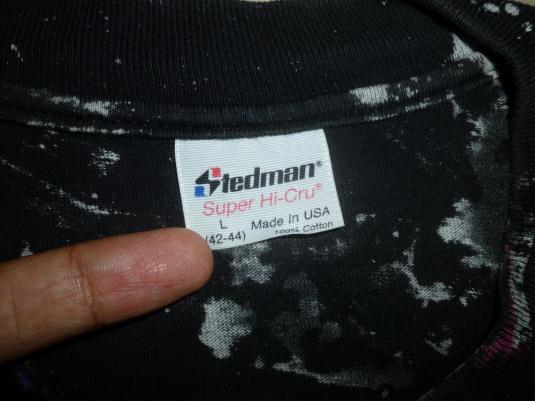 Stedman®
Super Hi-Cru®
L Made In USA
(42-44) 100% Cotton